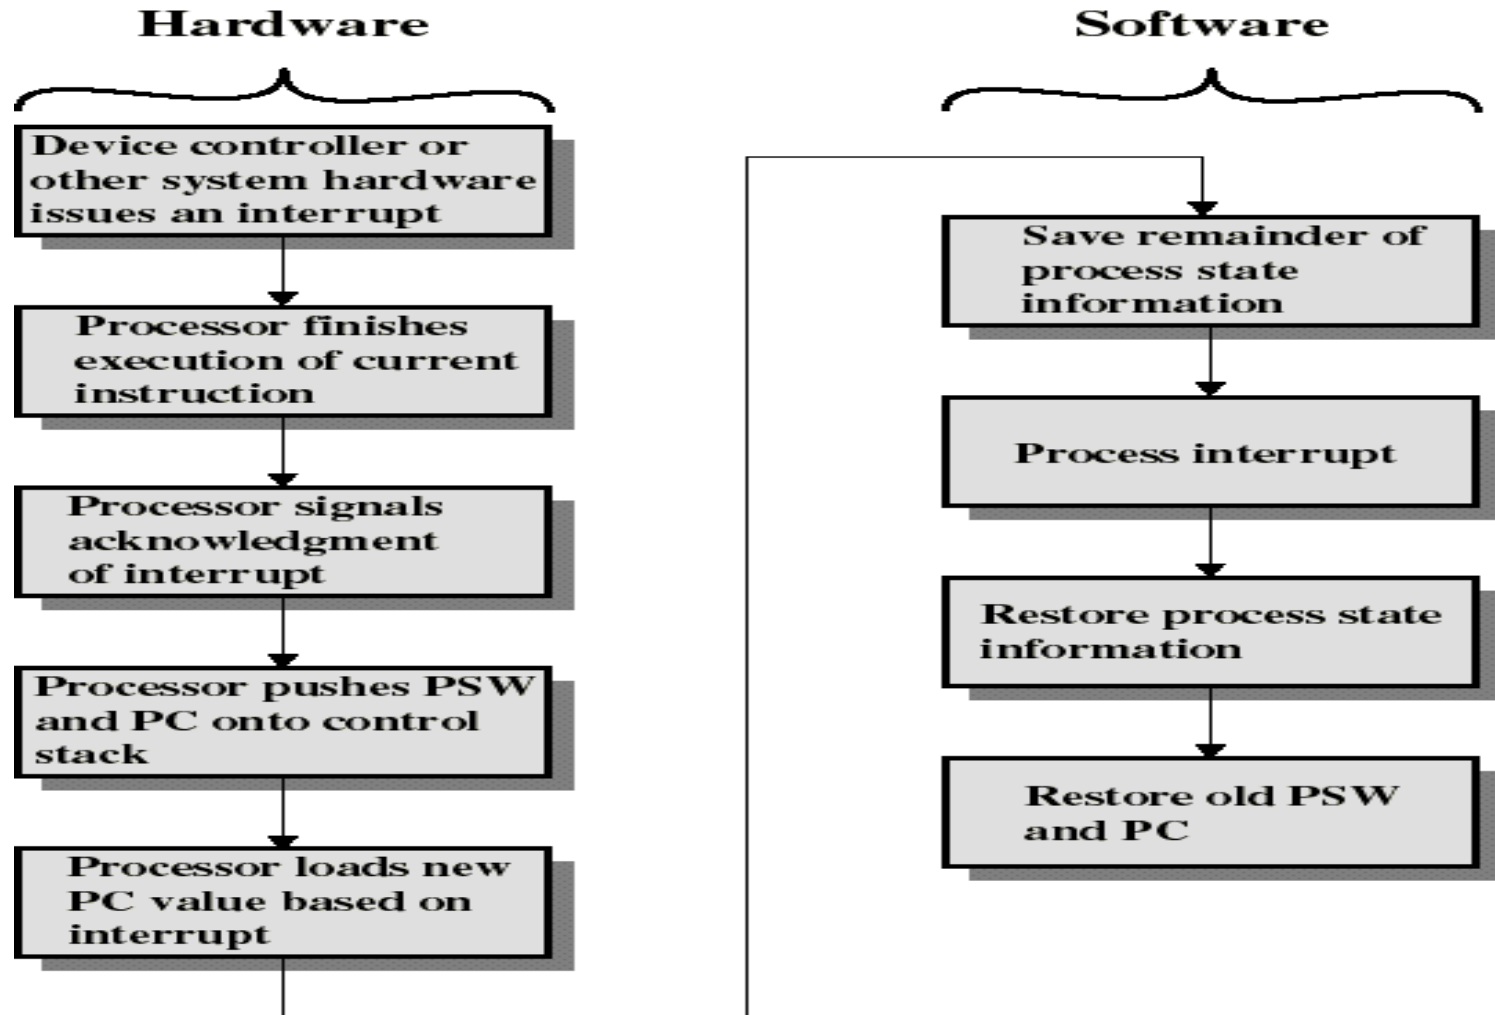 Hardware
Device controller or
other system hardware
issues an interrupt
Processor finishes
execution of current
instruction
Processor signals
acknowledgment
of interrupt
Processor pushes PSW
and PC onto control
stack
Processor loads new
PC value based on
interrupt
Software
Save remainder of
process state
information
Process interrupt
Restore process state
information
Restore old PSW
and PC